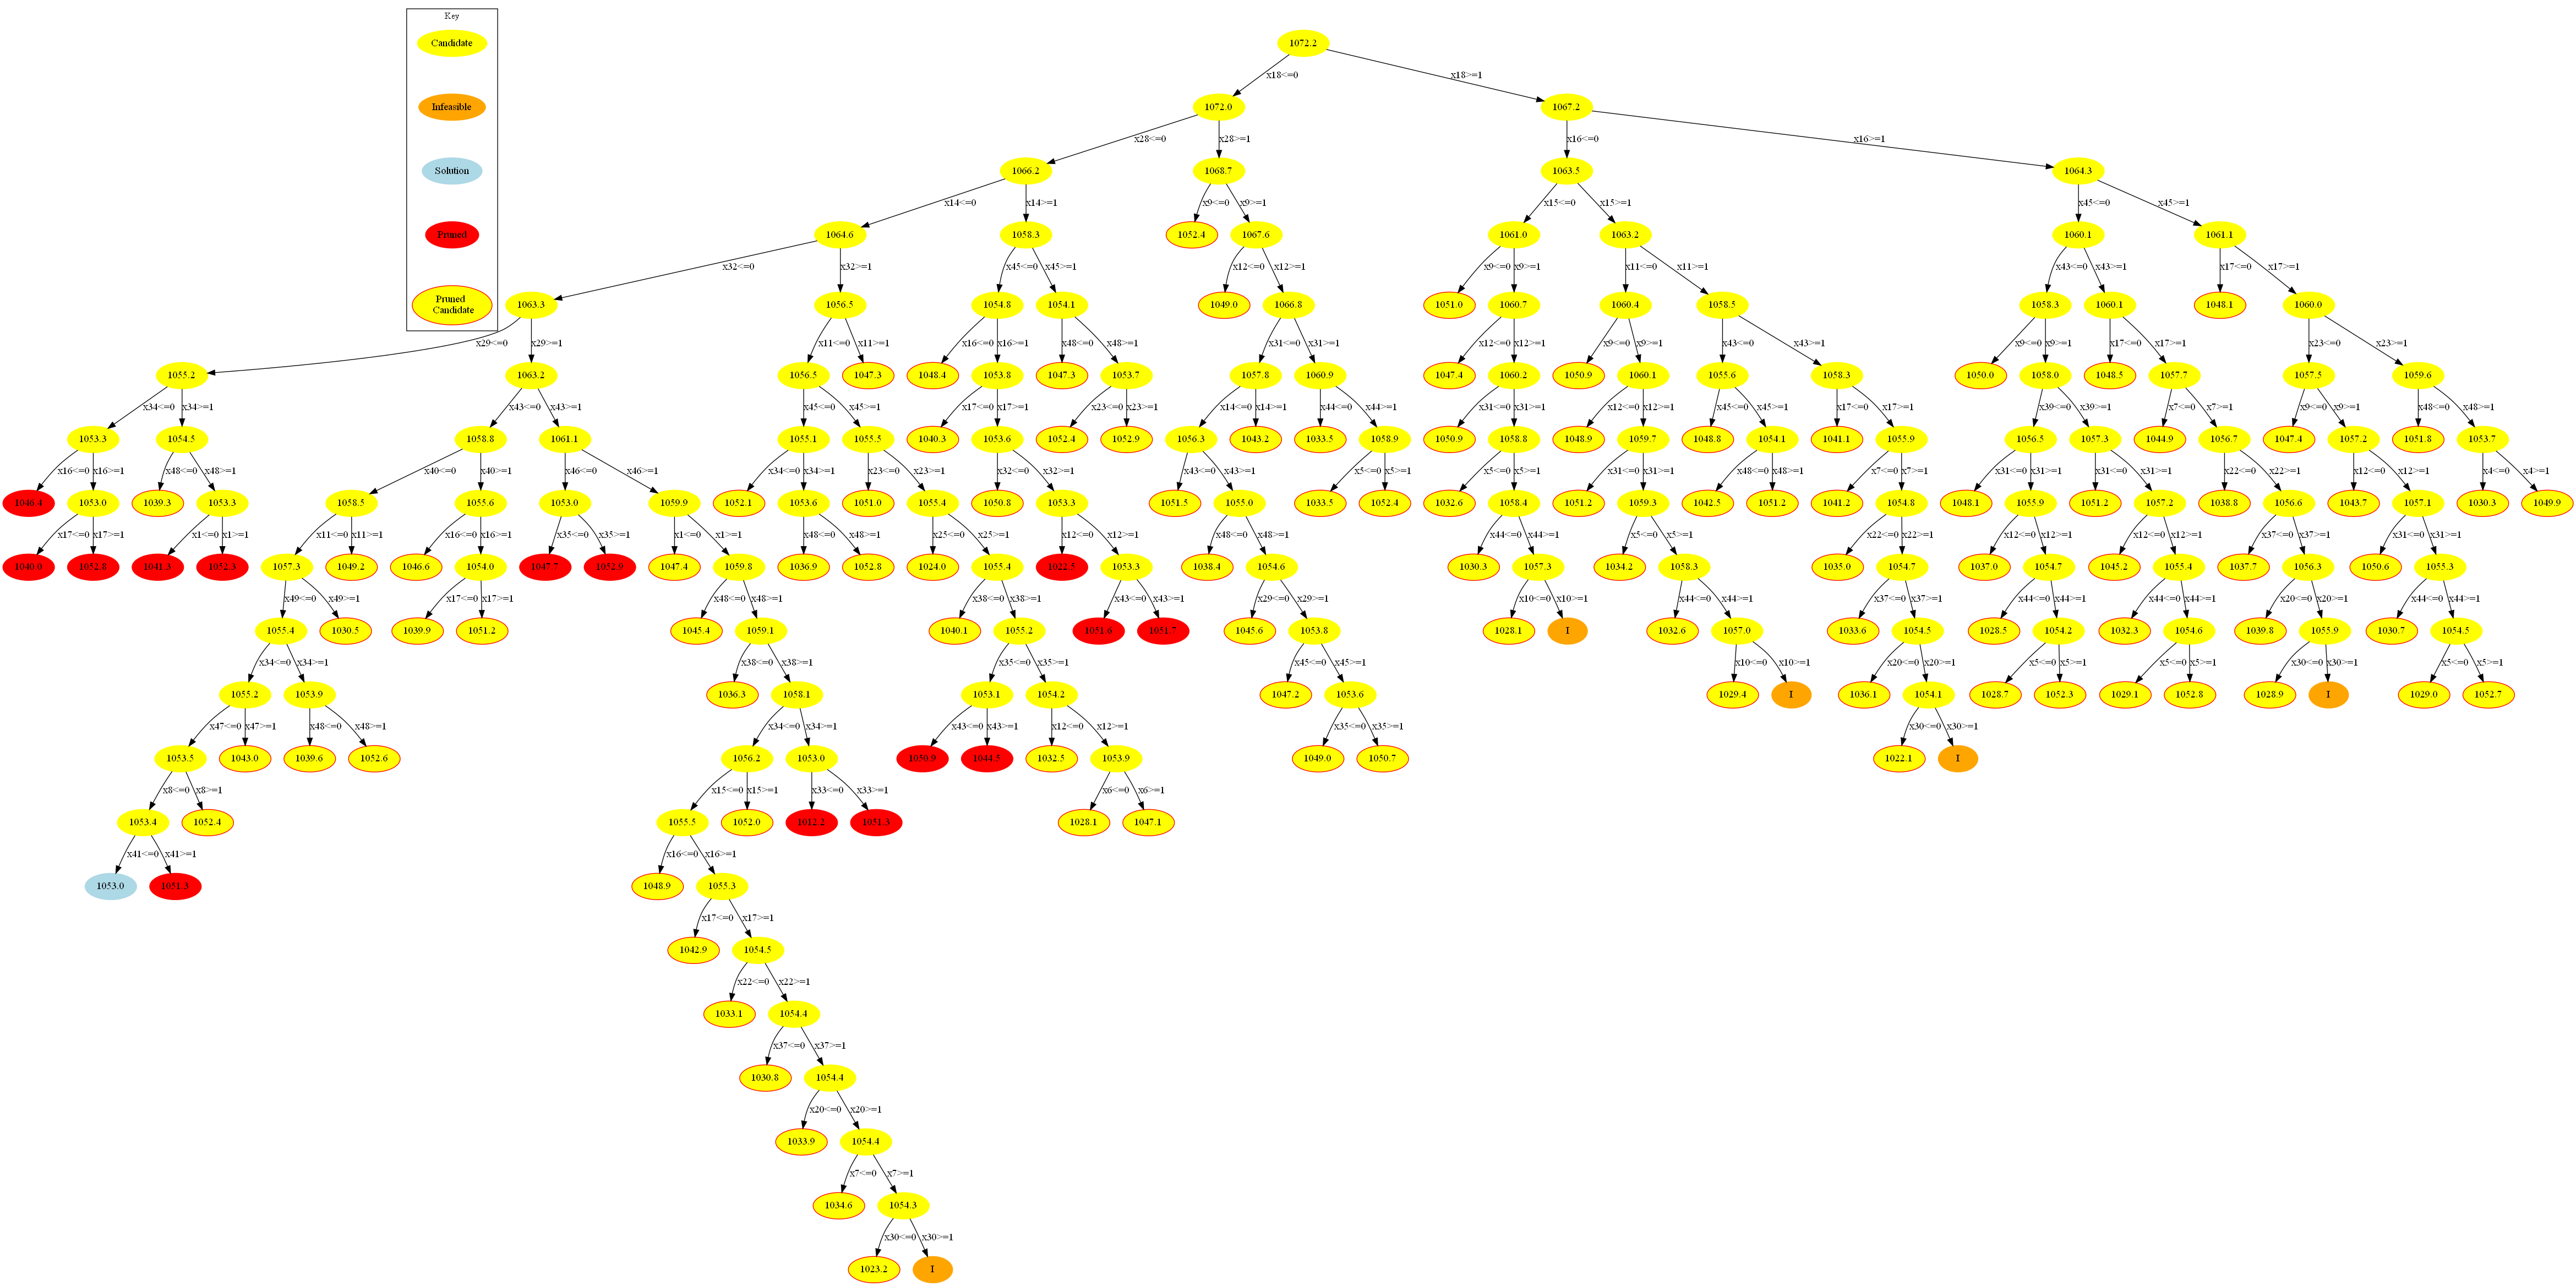 Key
Candidate
Infeasible
Solution
Pruned
Pruned
Candidate
1072.2
x18<=0 x18>=1
1072.0 1067.2
x28<=0 x28>=1 x16<=0 x16>=1
1066.2 1068.7 1063.5 1064.3
x14<=0 x14>=1 x9<=0 x9>=1 x15<=0 x15>=1 x45<=0 x45>=1
1064.6 1058.3 1052.4 1067.6 1061.0 1063.2 1060.1 1061.1
x32<=0 x32>=1 x45<=0 x45>=1 x12<=0 x12>=1 x9<=0 x9>=1 x11<=0 x11>=1 x43<=0 x43>=1 x17<=0 x17>=1
1063.3 1056.5 1054.8 1054.1 1049.0 1066.8 1051.0 1060.7 1060.4 1058.5 1058.3 1060.1 1048.1 1060.0
x29<=0 x29>=1 x11<=0 x11>=1 x16<=0 x16>=1 x48<=0 x48>=1 x31<=0 x31>=1 x12<=0 x12>=1 x9<=0 x9>=1 x43<=0 x43>=1 x9<=0 x9>=1 x17<=0 x17>=1 x23<=0 x23>=1
1055.2 1063.2 1056.5 1047.3 1048.4 1053.8 1047.3 1053.7 1057.8 1060.9 1047.4 1060.2 1050.9 1060.1 1055.6 1058.3 1050.0 1058.0 1048.5 1057.7 1057.5 1059.6
x34<=0 x34>=1 x43<=0 x43>=1 x45<=0 x45>=1 x17<=0 x17>=1 x23<=0 x23>=1 x14<=0 x14>=1 x44<=0 x44>=1 x31<=0 x31>=1 x12<=0 x12>=1 x45<=0 x45>=1 x17<=0 x17>=1 x39<=0 x39>=1 x7<=0 x7>=1 x9<=0 x9>=1 x48<=0 x48>=1
1053.3 1054.5 1058.8 1061.1 1055.1 1055.5 1040.3 1053.6 1052.4 1052.9 1056.3 1043.2 1033.5 1058.9 1050.9 1058.8 1048.9 1059.7 1048.8 1054.1 1041.1 1055.9 1056.5 1057.3 1044.9 1056.7 1047.4 1057.2 1051.8 1053.7
x16<=0 x16>=1 x48<=0 x48>=1 x40<=0 x40>=1 x46<=0 x46>=1 x34<=0 x34>=1 x23<=0 x23>=1 x32<=0 x32>=1 x43<=0 x43>=1 x5<=0 x5>=1 x5<=0 x5>=1 x31<=0 x31>=1 x48<=0 x48>=1 x7<=0 x7>=1 x31<=0 x31>=1 x31<=0 x31>=1 x22<=0 x22>=1 x12<=0 x12>=1 x4<=0 x4>=1
1046.4 1053.0 1039.3 1053.3 1058.5 1055.6 1053.0 1059.9 1052.1 1053.6 1051.0 1055.4 1050.8 1053.3 1051.5 1055.0 1033.5 1052.4 1032.6 1058.4 1051.2 1059.3 1042.5 1051.2 1041.2 1054.8 1048.1 1055.9 1051.2 1057.2 1038.8 1056.6 1043.7 1057.1 1030.3 1049.9
x17<=0 x17>=1 x1<=0 x1>=1 x11<=0 x11>=1 x16<=0 x16>=1 x35<=0 x35>=1 x1<=0 x1>=1 x48<=0 x48>=1 x25<=0 x25>=1 x12<=0 x12>=1 x48<=0 x48>=1 x44<=0 x44>=1 x5<=0 x5>=1 x22<=0 x22>=1 x12<=0 x12>=1 x12<=0 x12>=1 x37<=0 x37>=1 x31<=0 x31>=1
1040.0 1052.8 1041.3 1052.3 1057.3 1049.2 1046.6 1054.0 1047.7 1052.9 1047.4 1059.8 1036.9 1052.8 1024.0 1055.4 1022.5 1053.3 1038.4 1054.6 1030.3 1057.3 1034.2 1058.3 1035.0 1054.7 1037.0 1054.7 1045.2 1055.4 1037.7 1056.3 1050.6 1055.3
x49<=0 x49>=1 x17<=0 x17>=1 x48<=0 x48>=1 x38<=0 x38>=1 x43<=0 x43>=1 x29<=0 x29>=1 x10<=0 x10>=1 x44<=0 x44>=1 x37<=0 x37>=1 x44<=0 x44>=1 x44<=0 x44>=1 x20<=0 x20>=1 x44<=0 x44>=1
1055.4 1030.5 1039.9 1051.2 1045.4 1059.1 1040.1 1055.2 1051.6 1051.7 1045.6 1053.8 1028.1 I 1032.6 1057.0 1033.6 1054.5 1028.5 1054.2 1032.3 1054.6 1039.8 1055.9 1030.7 1054.5
x34<=0 x34>=1 x38<=0 x38>=1 x35<=0 x35>=1 x45<=0 x45>=1 x10<=0 x10>=1 x20<=0 x20>=1 x5<=0 x5>=1 x5<=0 x5>=1 x30<=0 x30>=1 x5<=0 x5>=1
1055.2 1053.9 1036.3 1058.1 1053.1 1054.2 1047.2 1053.6 1029.4 I 1036.1 1054.1 1028.7 1052.3 1029.1 1052.8 1028.9 I 1029.0 1052.7
x47<=0 x47>=1 x48<=0 x48>=1 x34<=0 x34>=1 x43<=0 x43>=1 x12<=0 x12>=1 x35<=0 x35>=1 x30<=0 x30>=1
1053.5 1043.0 1039.6 1052.6 1056.2 1053.0 1050.9 1044.5 1032.5 1053.9 1049.0 1050.7 1022.1 I
x8<=0 x8>=1 x15<=0 x15>=1 x33<=0 x33>=1 x6<=0 x6>=1
1053.4 1052.4 1055.5 1052.0 1012.2 1051.3 1028.1 1047.1
x41<=0 x41>=1 x16<=0 x16>=1
1053.0 1051.3 1048.9 1055.3
x17<=0 x17>=1
1042.9 1054.5
x22<=0 x22>=1
1033.1 1054.4
x37<=0 x37>=1
1030.8 1054.4
x20<=0 x20>=1
1033.9 1054.4
x7<=0 x7>=1
1034.6 1054.3
x30<=0 x30>=1
1023.2 I